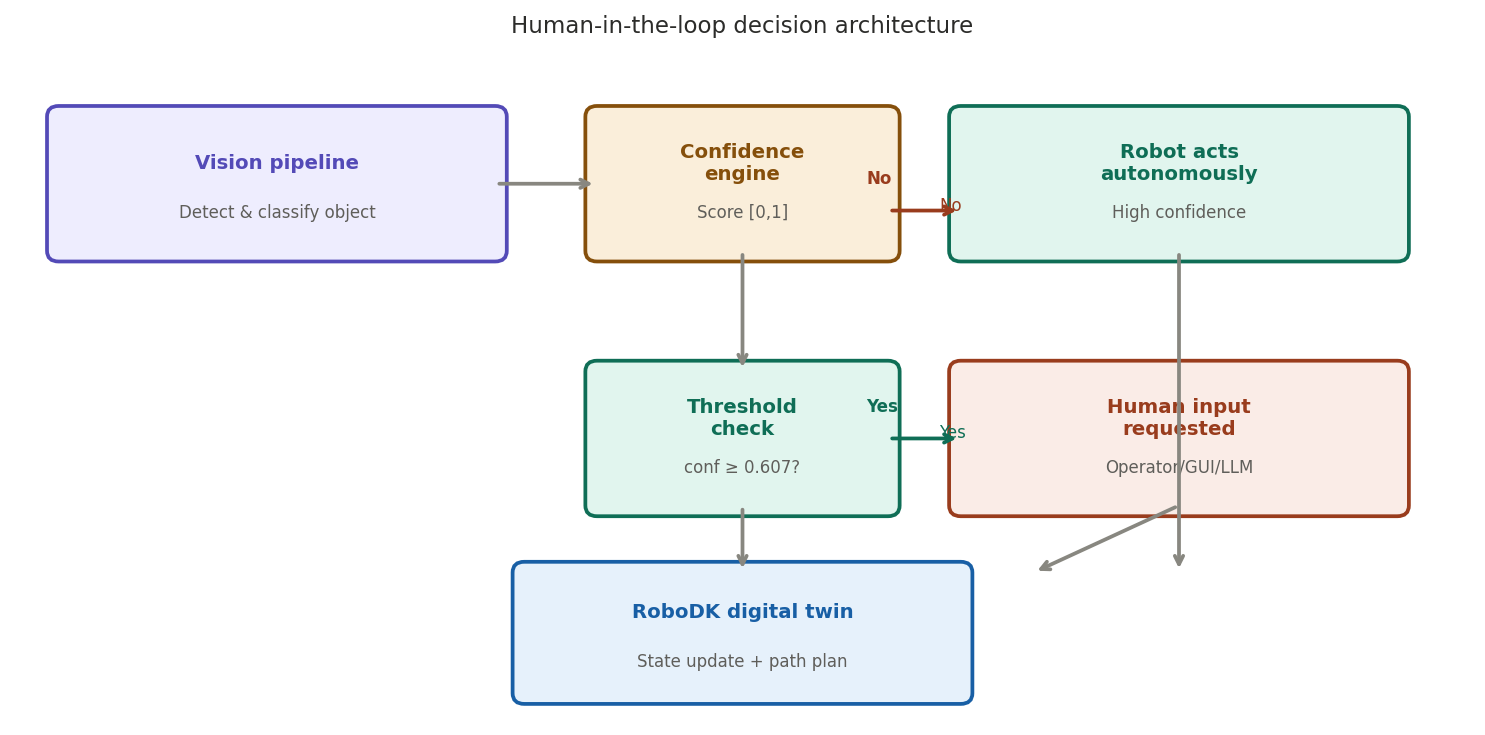 Human-in-the-loop decision architecture
Vision pipeline
Detect & classify object
Confidence
engine
Score [0,1]
No
No
Robot acts
autonomously
High confidence
Threshold
check
conf ≥ 0.607?
Yes
Yes
Human input
requested
Operator/GUI/LLM
RoboDK digital twin
State update + path plan